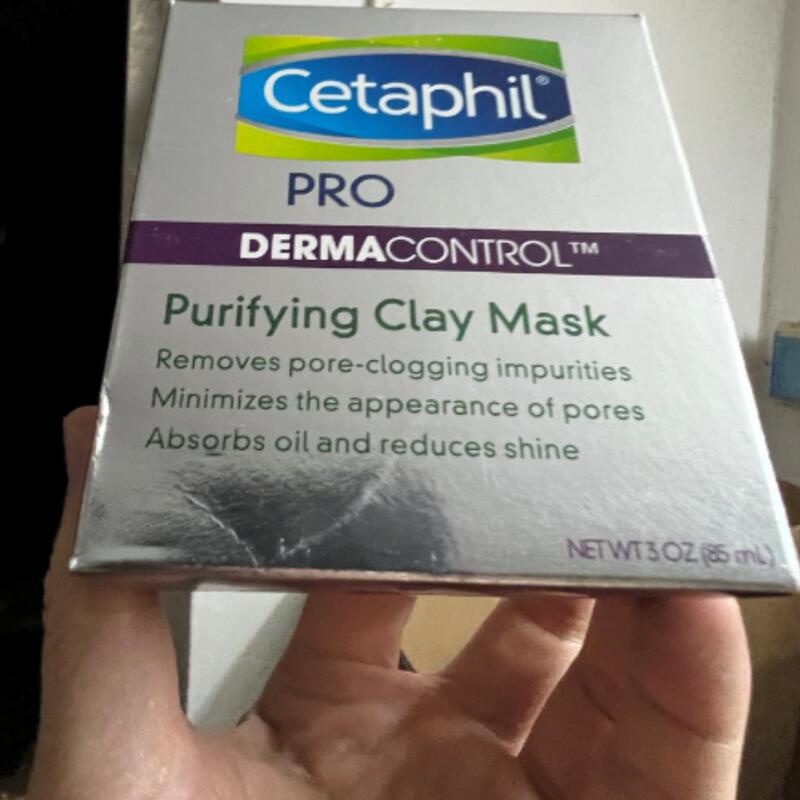 Cetaphil®
PRO
DERMACONTROL™
Purifying Clay Mask
Removes pore-clogging impurities
Minimizes the appearance of pores
Absorbs oil and reduces shine
NET WT 3 OZ (85 mL)